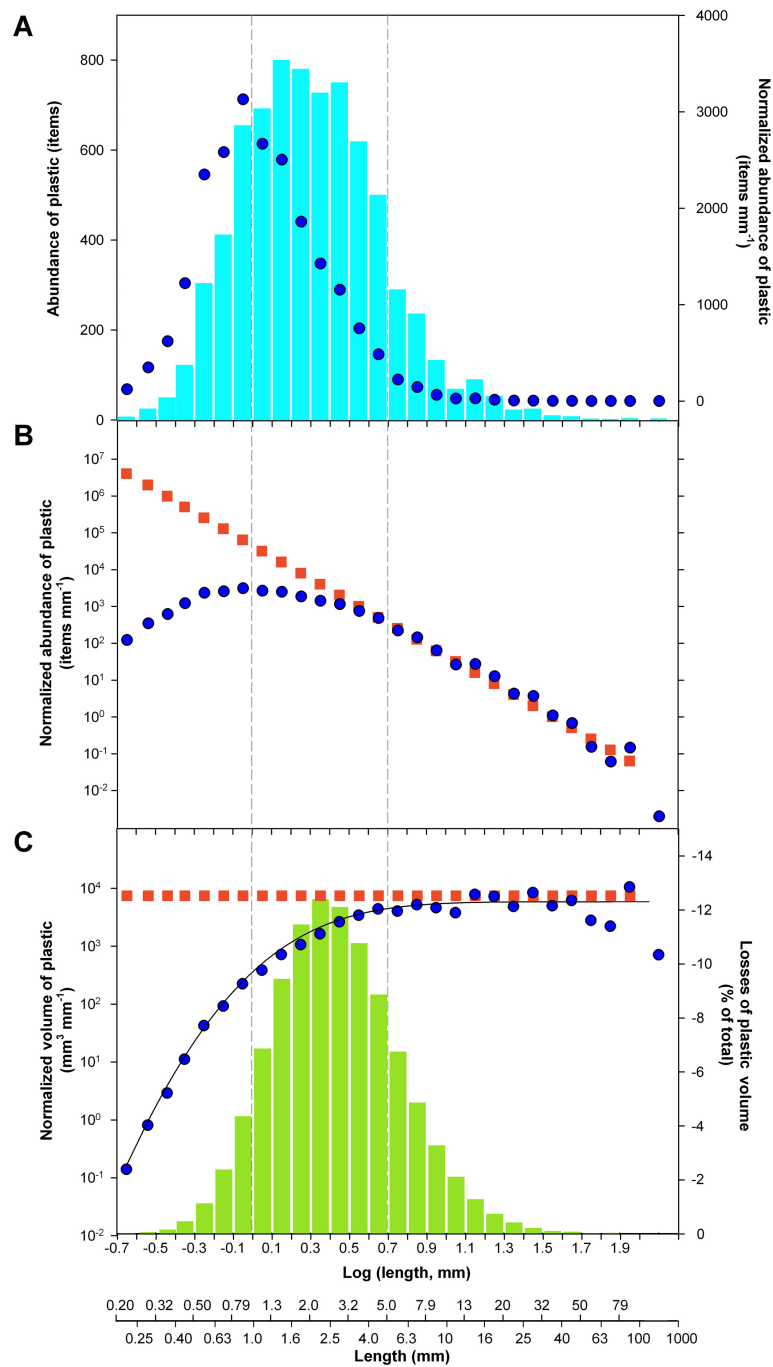 A
Abundance of plastic (items)
800
600
400
200
0
4000
3000
2000
1000
0
Normalized abundance of plastic
(items mm-1)
B
Normalized abundance of plastic
(items mm-1)
10⁷
10⁶
10⁵
10⁴
10³
10²
10¹
10⁰
10-¹
10-²
C
Normalized volume of plastic
(mm³ mm-1)
10⁴
10³
10²
10¹
10⁰
10-¹
10-²
-14
-12
-10
-8
-6
-4
-2
0
Losses of plastic volume
(% of total)
-0.7 -0.5 -0.3 -0.1 0.1 0.3 0.5 0.7 0.9 1.1 1.3 1.5 1.7 1.9
Log (length, mm)
0.20 0.32 0.50 0.79 1.3 2.0 3.2 5.0 7.9 13 20 32 50 79
0.25 0.40 0.63 1.0 1.6 2.5 4.0 6.3 10 16 25 40 63 100 1000
Length (mm)